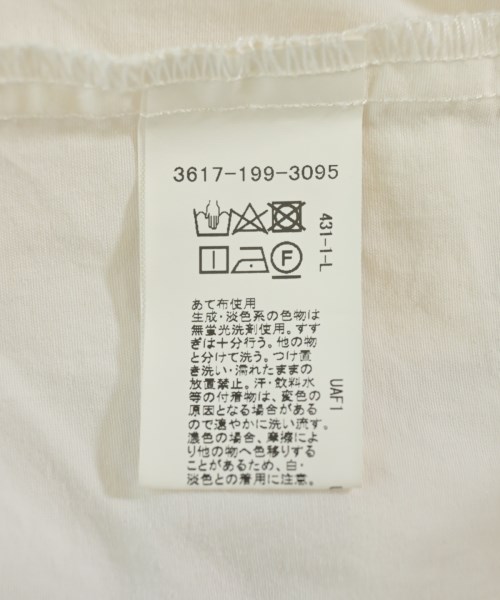 3617-199-3095
431-1-L
F
あて布使用
生成・淡色系の色物は
無蛍光洗剤使用。すす
ぎは十分行う。他の物
と分けて洗う。つけ置
き洗い・濡れたままの
放置禁止。汗・飲料水
等の付着物は、変色の
原因となる場合がある
ので速やかに洗い流す。
濃色の場合、摩擦によ
り他の物へ色移りする
ことがあるため、白・
淡色との着用に注意。
UAF1